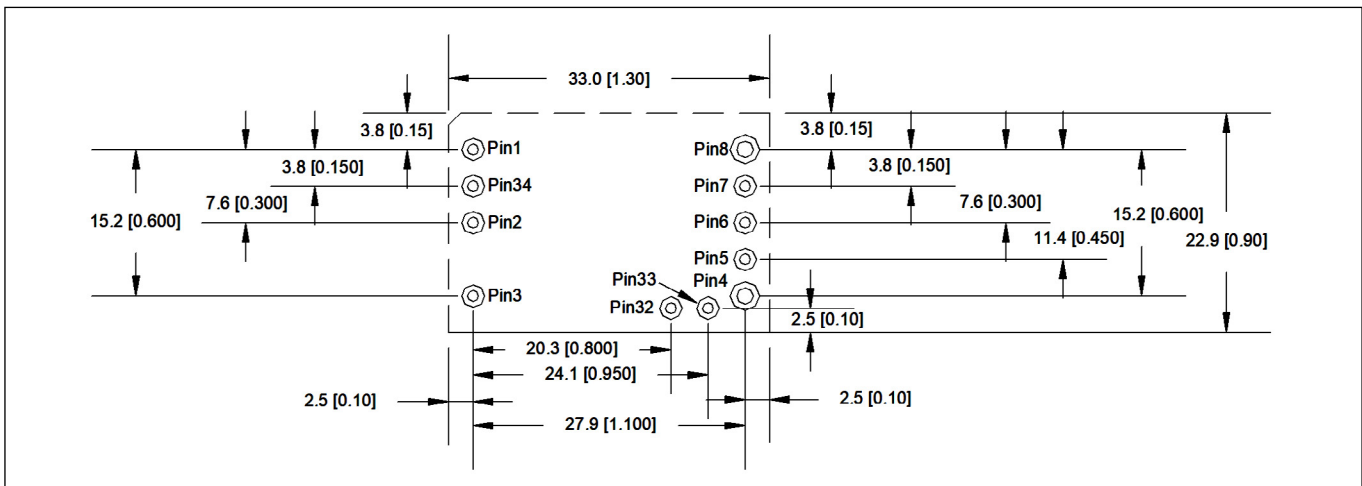 33.0 [1.30]
3.8 [0.15]
3.8 [0.15]
Pin1
Pin8
3.8 [0.150]
3.8 [0.150]
Pin34
Pin7
7.6 [0.300]
7.6 [0.300]
15.2 [0.600]
15.2 [0.600]
Pin2
Pin6
11.4 [0.450]
22.9 [0.90]
Pin5
Pin33
Pin4
Pin3
Pin32
2.5 [0.10]
20.3 [0.800]
24.1 [0.950]
2.5 [0.10]
2.5 [0.10]
27.9 [1.100]